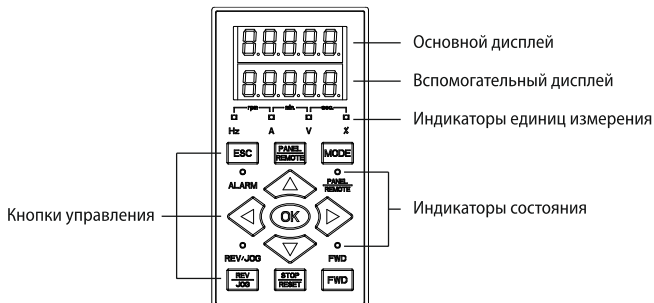 Основной дисплей
Вспомогательный дисплей
rpm min. sec.
Hz A V %
Индикаторы единиц измерения
ESC PANEL REMOTE MODE
ALARM PANEL REMOTE
Кнопки управления
OK
Индикаторы состояния
REV/JOG FWD
REV JOG STOP RESET FWD